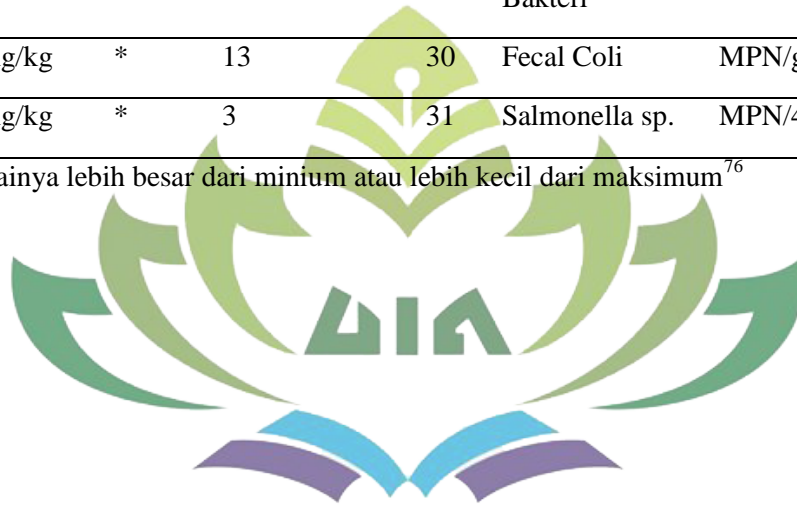 Bakteri
g/kg * 13 30 Fecal Coli MPN/g
g/kg * 3 31 Salmonella sp. MPN/4
ainya lebih besar dari minium atau lebih kecil dari maksimum76
UIN